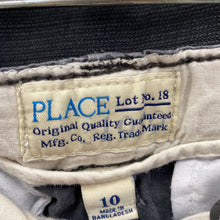 PLACE Lot No. 18
Original Quality Guaranteed
Mfg. Co. Reg. Trade Mark
10
MADE IN
BANGLADESH